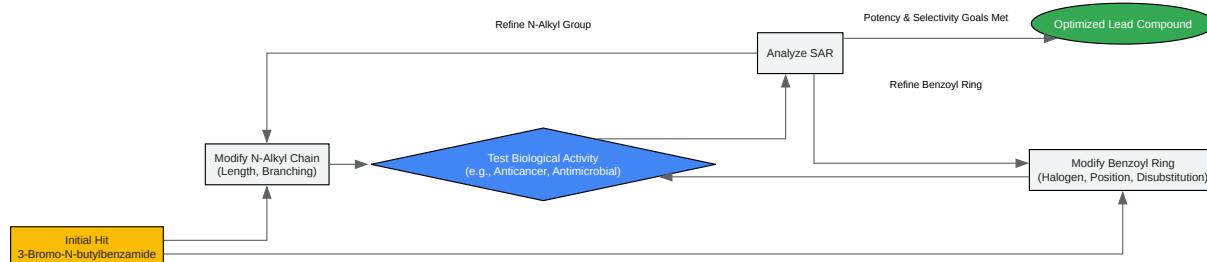 Refine N-Alkyl Group
Potency & Selectivity Goals Met
Optimized Lead Compound
Analyze SAR
Refine Benzoyl Ring
Modify N-Alkyl Chain
(Length, Branching)
Test Biological Activity
(e.g., Anticancer, Antimicrobial)
Modify Benzoyl Ring
(Halogen, Position, Disubstitution)
Initial Hit
3-Bromo-N-butylbenzamide